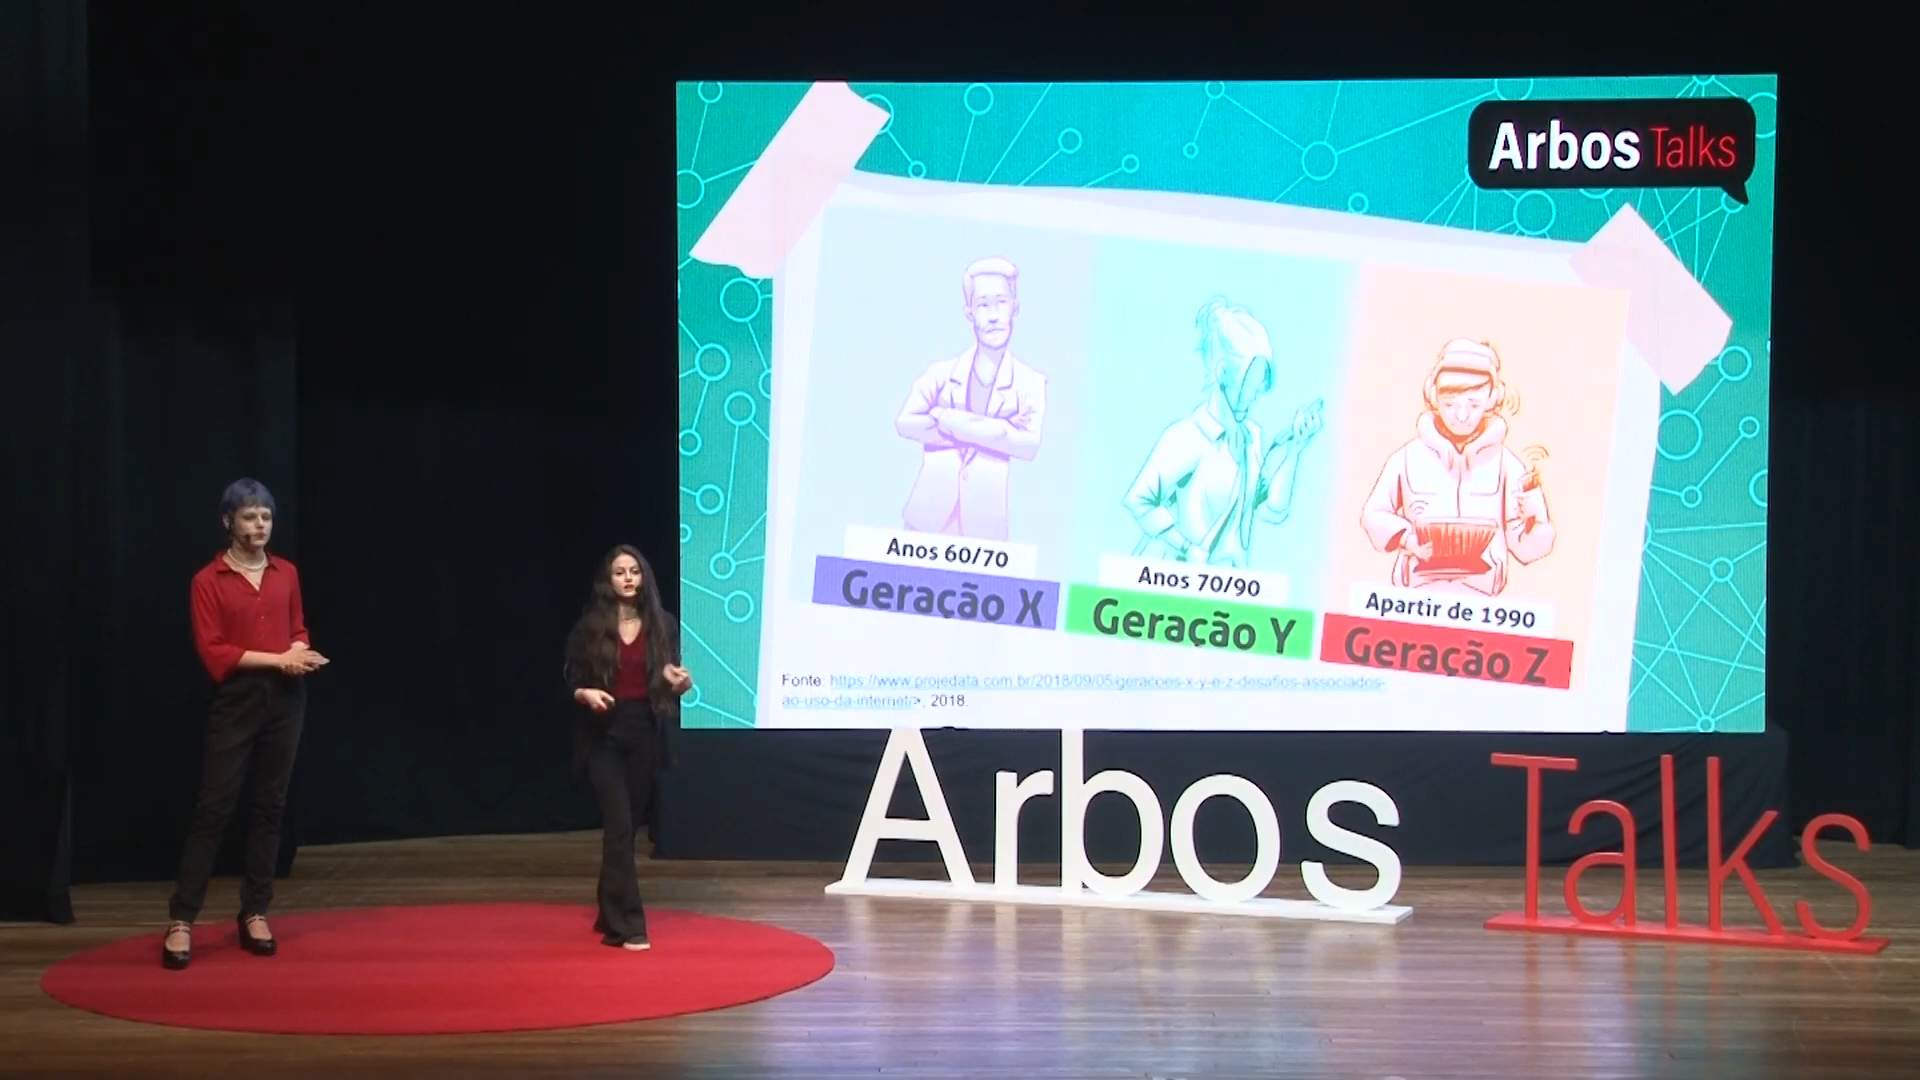 Arbos Talks
Anos 60/70
Geração X
Anos 70/90
Geração Y
Apartir de 1990
Geração Z
Fonte: https://www.projedata.com.br/2018/09/05/geracoes-x-y-e-z-desafios-associados-
ao-uso-da-internet/>, 2018.
Arbos Talks